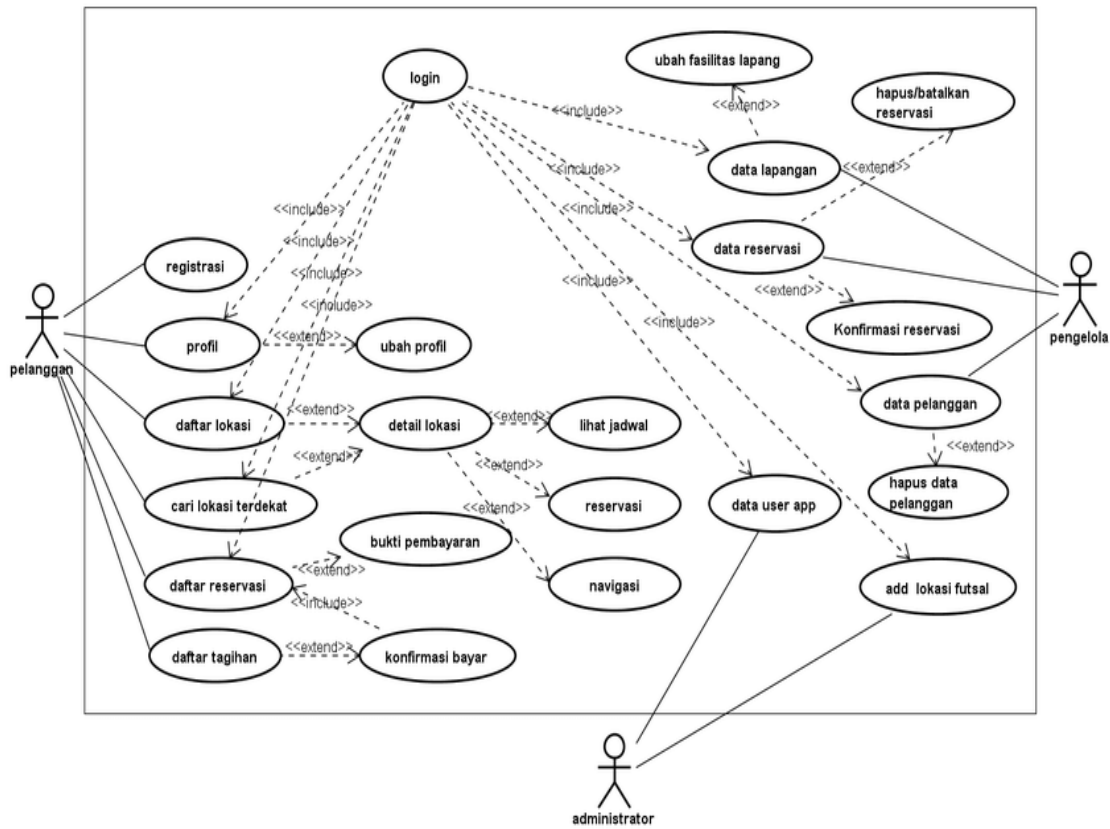 ubah fasilitas lapang
login
<<extend>>
hapus/batalkan
reservasi
<<include>>
data lapangan
<<extend>>
<<include>>
<<include>>
<<include>>
data reservasi
<<include>>
registrasi
<<include>>
<<include>>
<<extend>>
<<include>>
<<include>>
Konfirmasi reservasi
pengelola
profil
<<extend>>
ubah profil
pelanggan
data pelanggan
daftar lokasi
<<extend>>
detail lokasi
<<extend>>
lihat jadwal
<<extend>>
<<extend>>
<<extend>>
hapus data
pelanggan
cari lokasi terdekat
<<extend>>
reservasi
data user app
bukti pembayaran
daftar reservasi
<<extend>>
navigasi
add lokasi futsal
<<include>>
daftar tagihan
<<extend>>
konfirmasi bayar
administrator